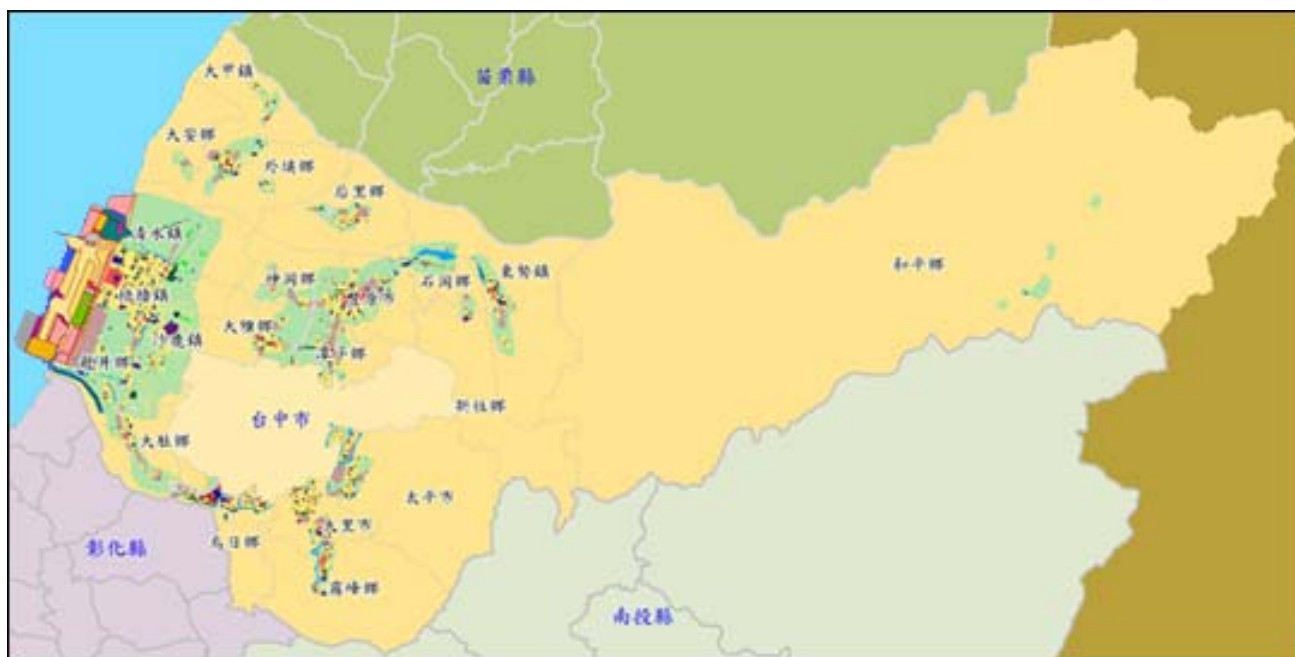 苗栗縣
大甲鎮
大安鄉
外埔鄉
后里鄉
清水鎮
和平鄉
東勢鎮
神岡鄉
石岡鄉
梧棲鎮
豐原市
大雅鄉
沙鹿鎮
潭子鄉
龍井鄉
新社鄉
台中市
大肚鄉
太平市
大里市
烏日鄉
彰化縣
霧峰鄉
南投縣